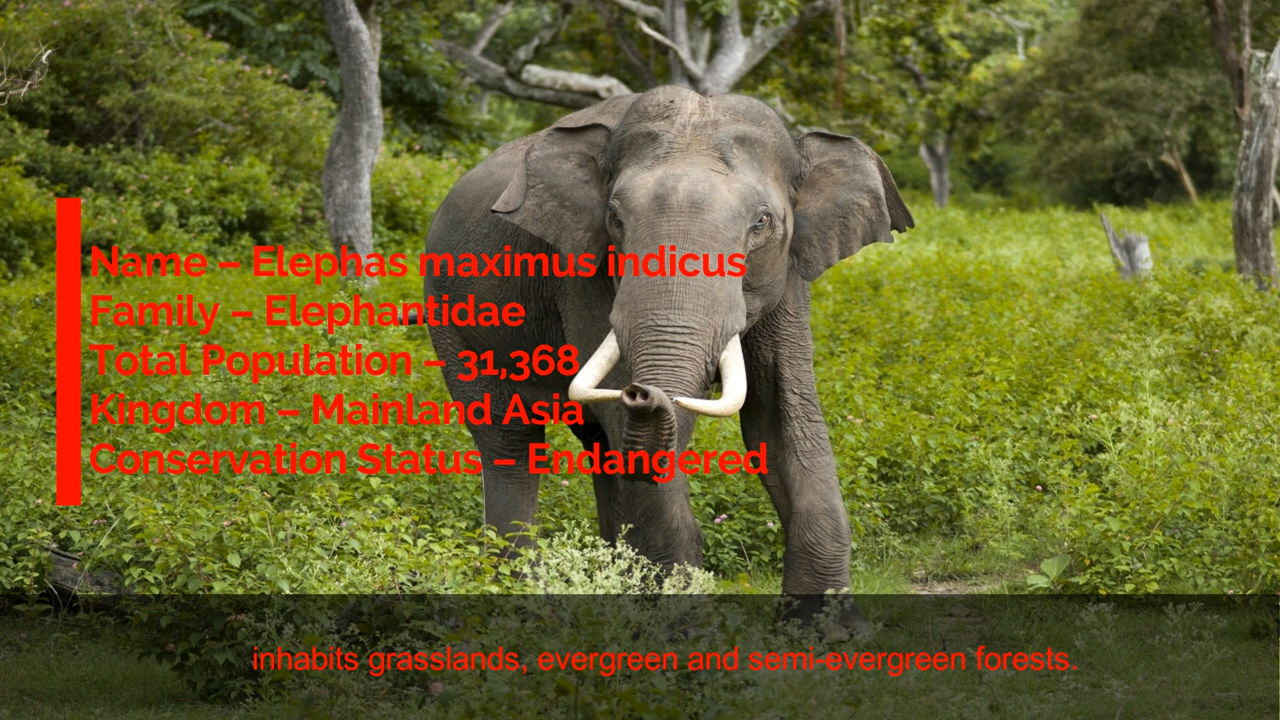 Name – Elephas maximus indicus
Family – Elephantidae
Total Population – 31,368
Kingdom – Mainland Asia
Conservation Status – Endangered
inhabits grasslands, evergreen and semi-evergreen forests.